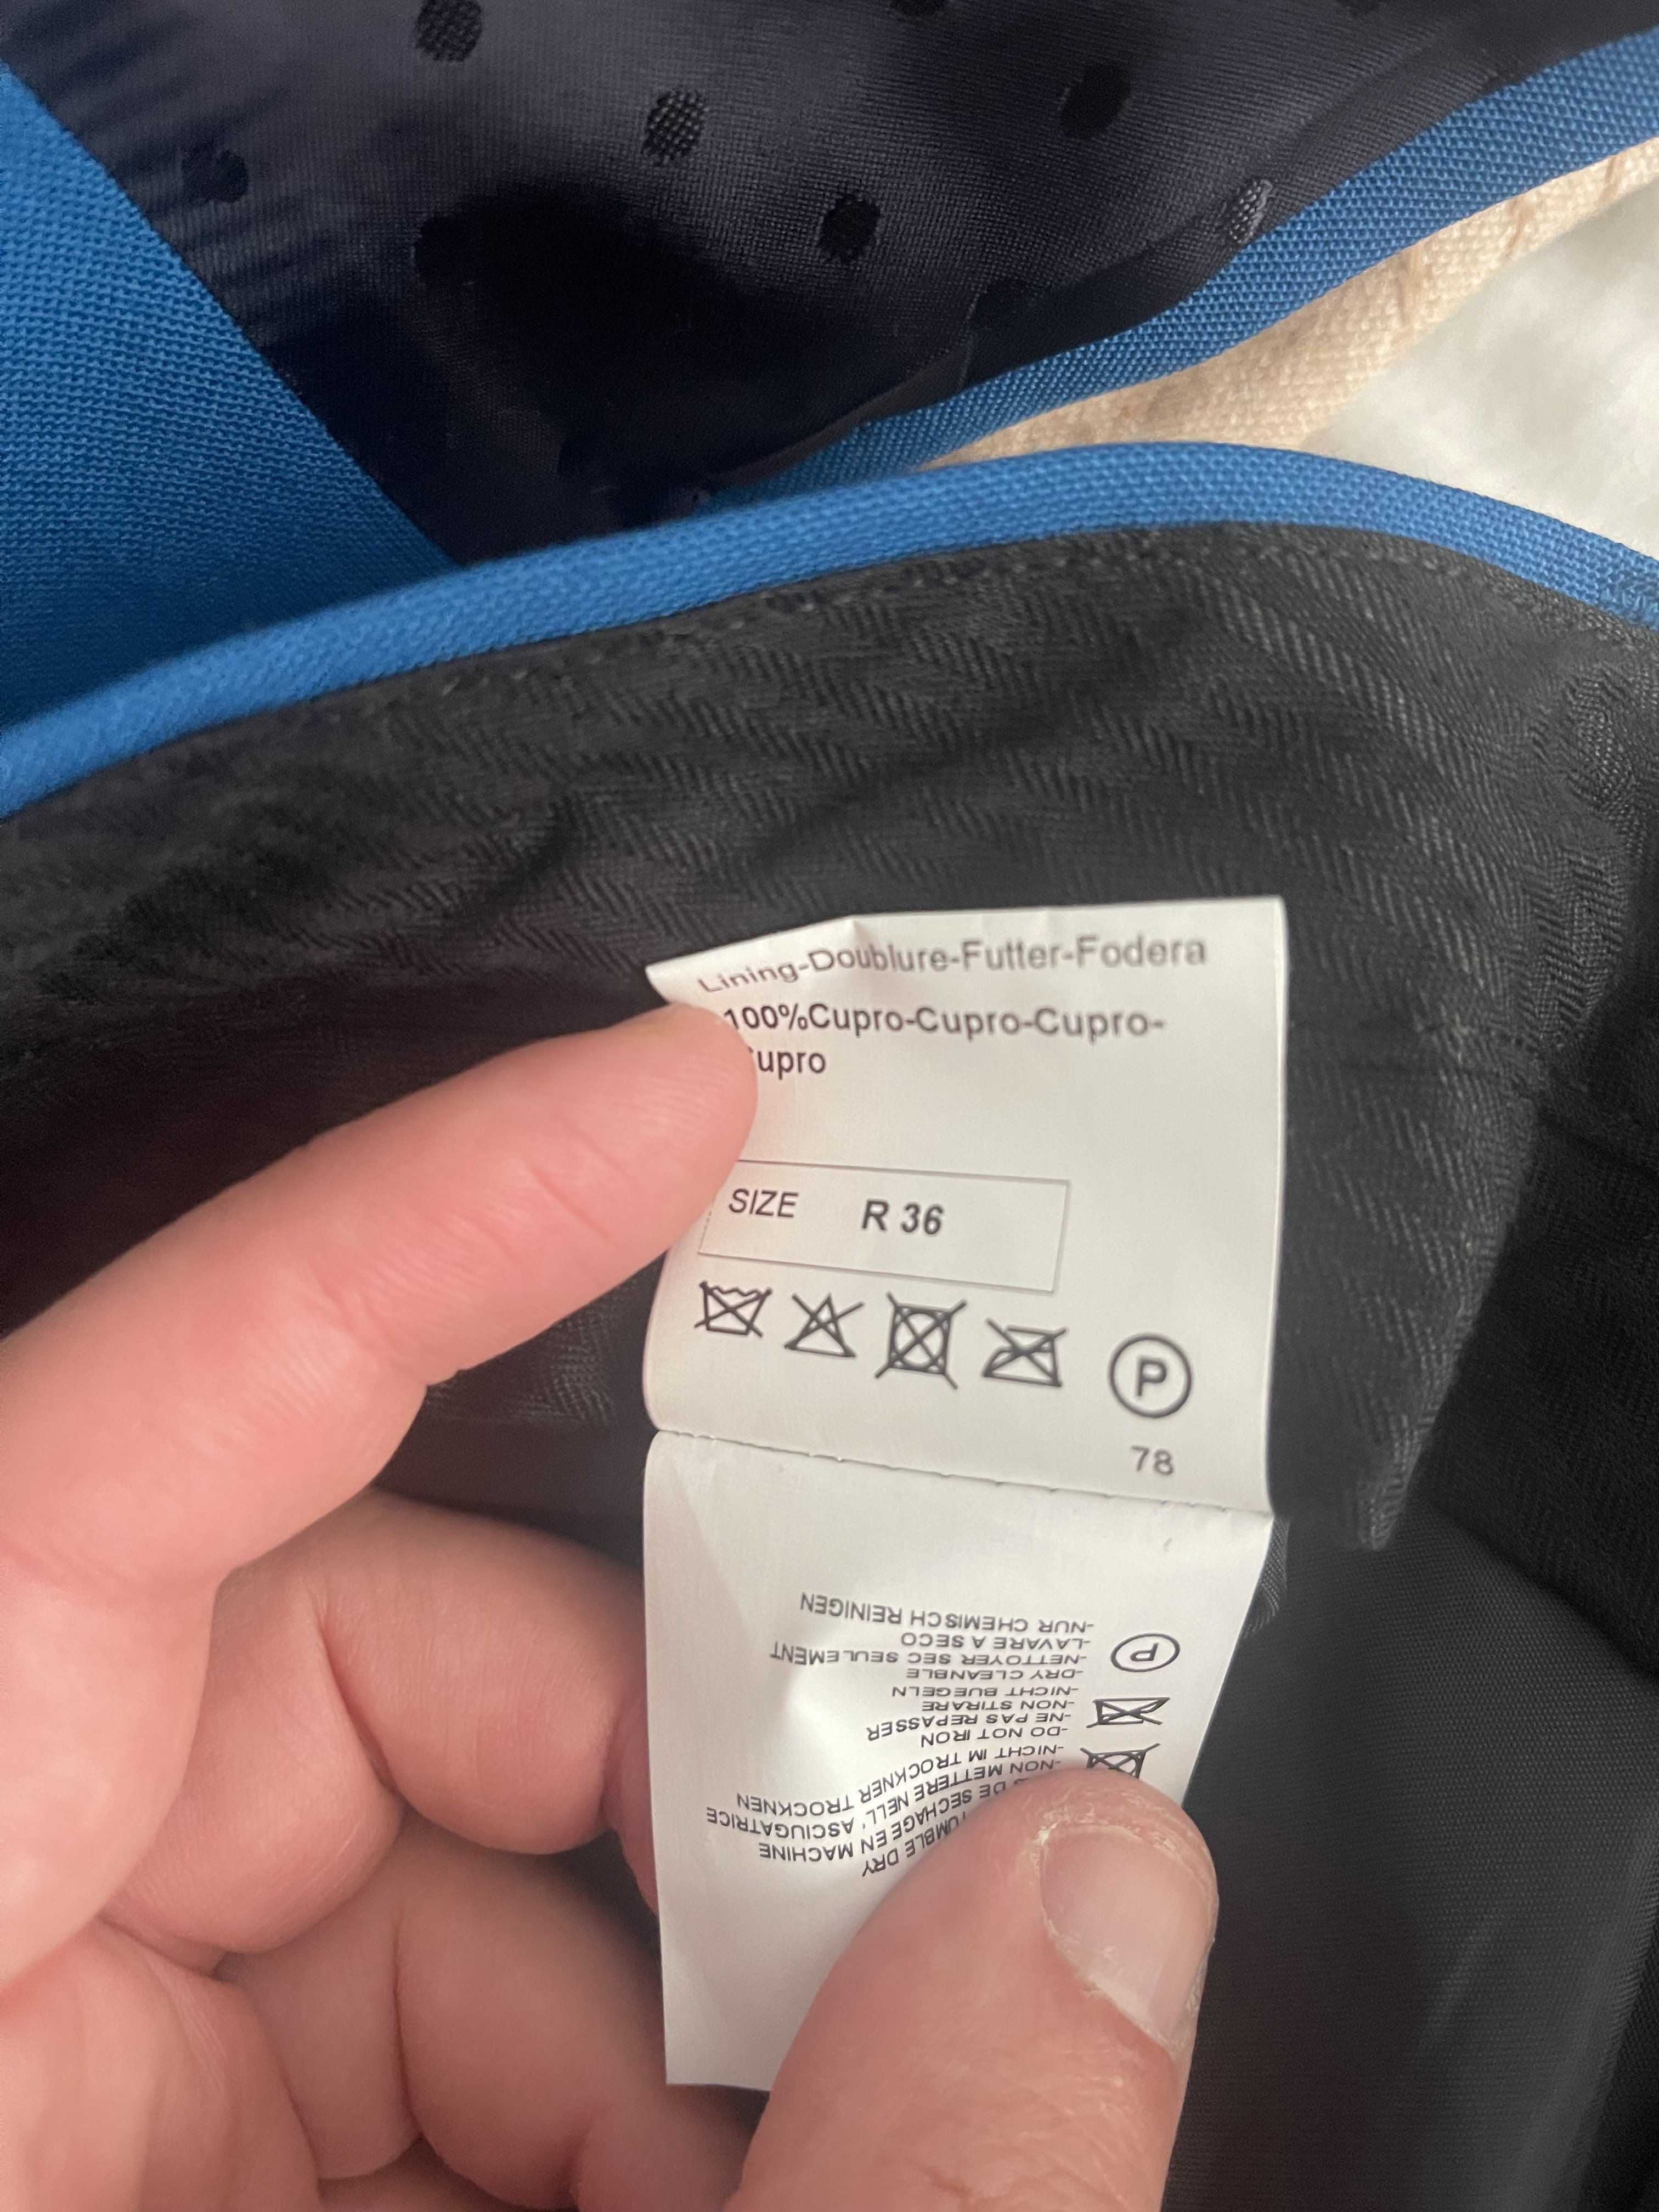 Lining-Doublure-Futter-Fodera
100%Cupro-Cupro-Cupro-
upro
SIZE R 36
P
78
DRY
DE SECHAGE EN MACHINE
-NON METTERE NELL' ASCIUGATRICE
-NICHT IM TROCKNER TROCKNEN
-DO NOT IRON
-NE PAS REPASSER
-NON STIRARE
-NICHT BUEGELN
-DRY CLEANBLE
-NETTOYER SEC SEULEMENT
-LAVARE A SECO
-NUR CHEMISCH REINIGEN
P